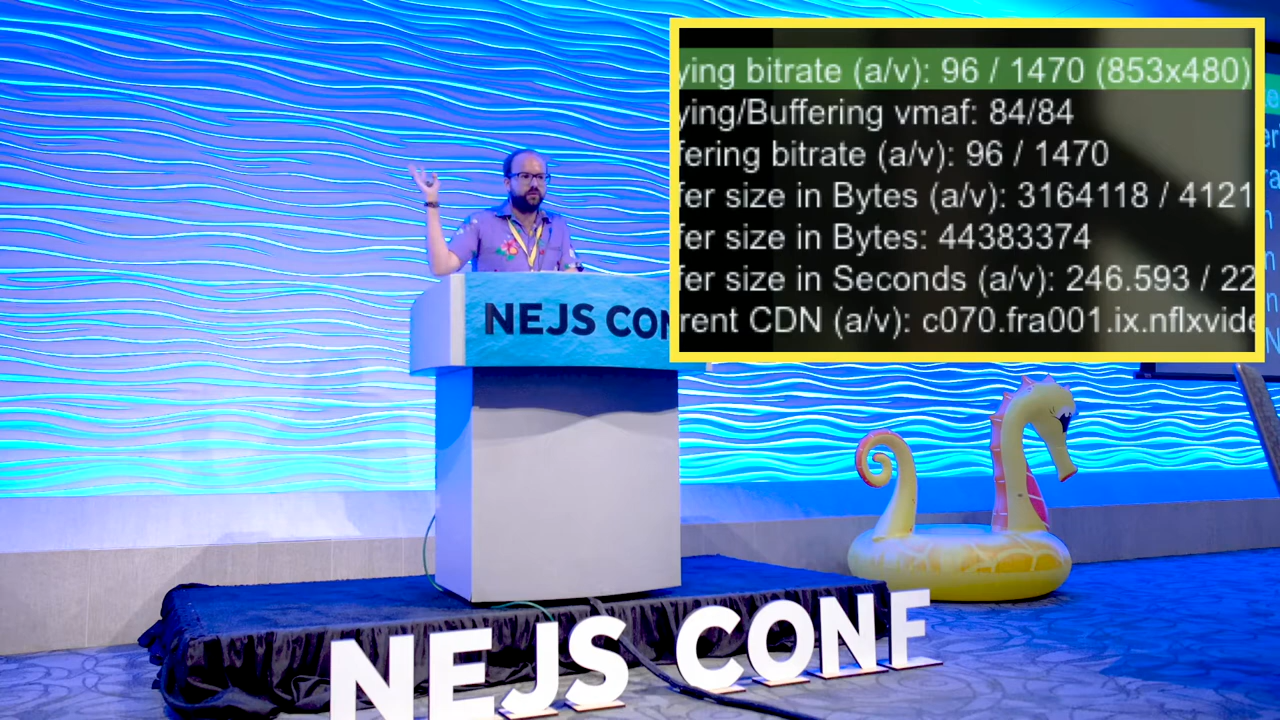 ying bitrate (a/v): 96 / 1470 (853x480)
ying/Buffering vmaf: 84/84
fering bitrate (a/v): 96 / 1470
fer size in Bytes (a/v): 3164118 / 4121
fer size in Bytes: 44383374
fer size in Seconds (a/v): 246.593 / 22
rent CDN (a/v): c070.fra001.ix.nflxvide
NEJS CON
NEJS CONF